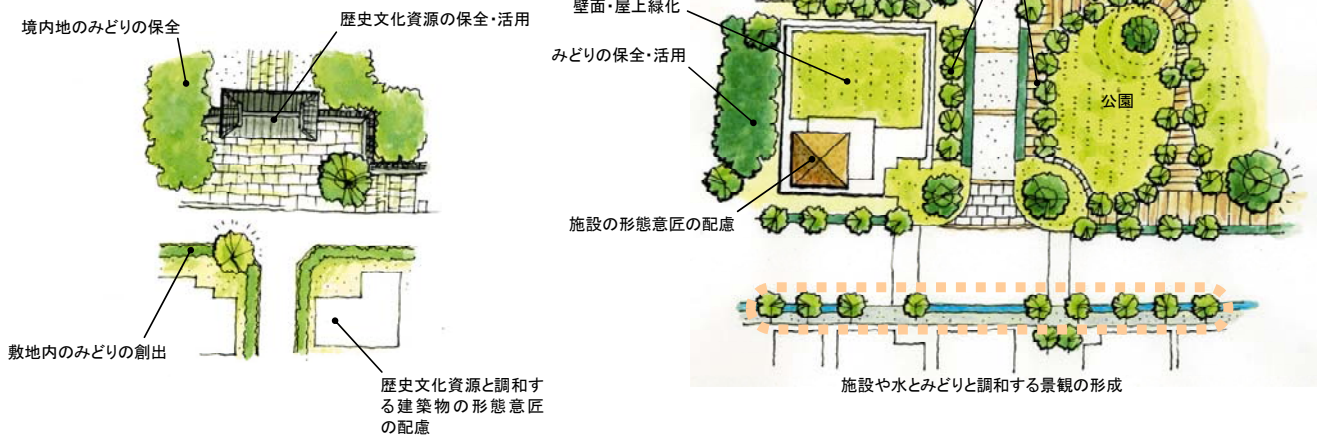 境内地のみどりの保全
歴史文化資源の保全・活用
敷地内のみどりの創出
歴史文化資源と調和す
る建築物の形態意匠
の配慮
壁面・屋上緑化
みどりの保全・活用
公園
施設の形態意匠の配慮
施設や水とみどりと調和する景観の形成